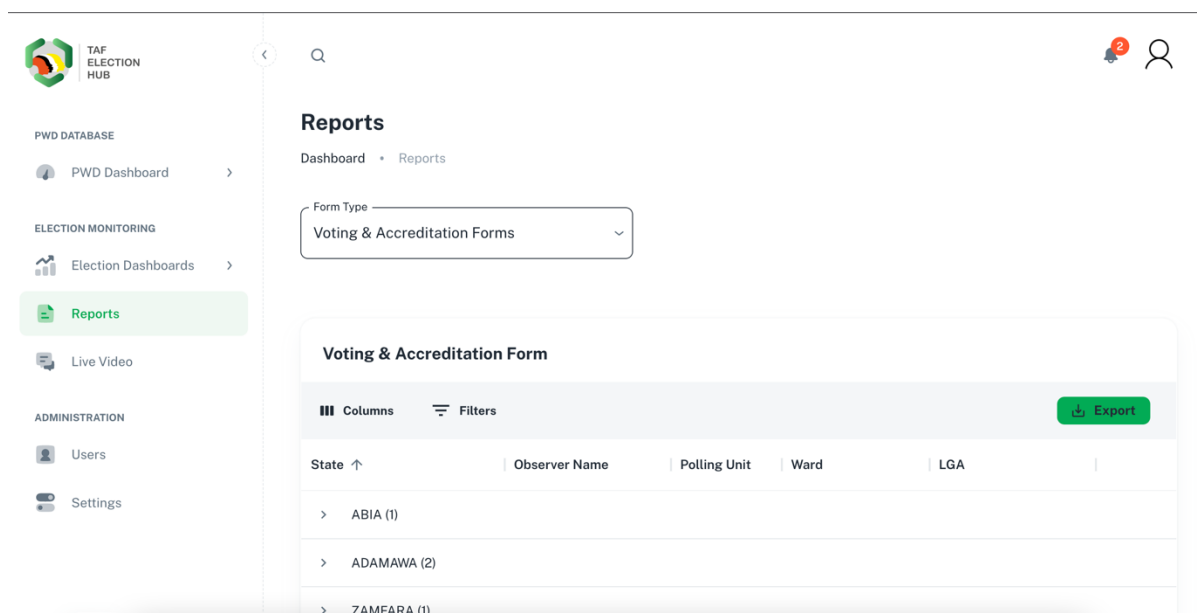 TAF
ELECTION
HUB
2
PWD DATABASE
PWD Dashboard
ELECTION MONITORING
Election Dashboards
Reports
Live Video
ADMINISTRATION
Users
Settings
Reports
Dashboard • Reports
Form Type
Voting & Accreditation Forms
Voting & Accreditation Form
Columns Filters Export
State Observer Name Polling Unit Ward LGA
ABIA (1)
ADAMAWA (2)
ZAMFARA (1)